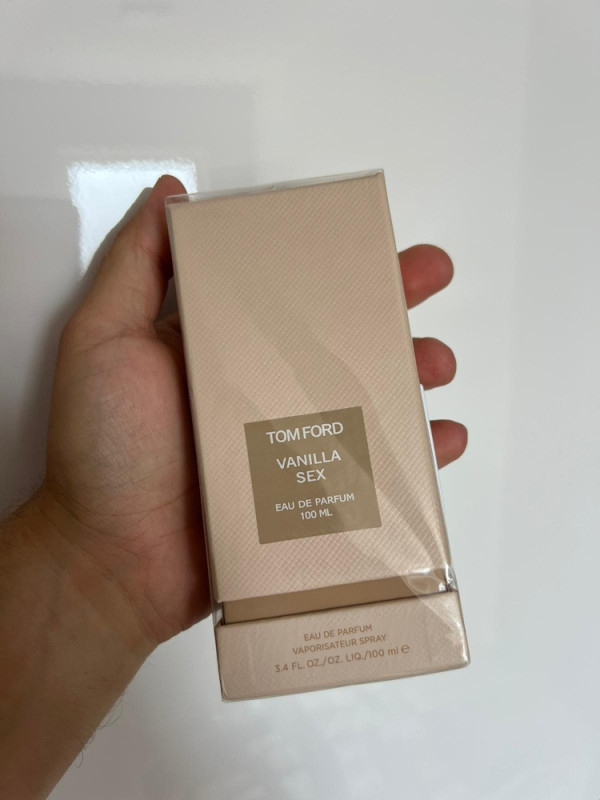 TOM FORD
VANILLA
SEX
EAU DE PARFUM
100 ML
EAU DE PARFUM
VAPORISATEUR SPRAY
3.4 FL. OZ./OZ. LIQ./100 ml ℮